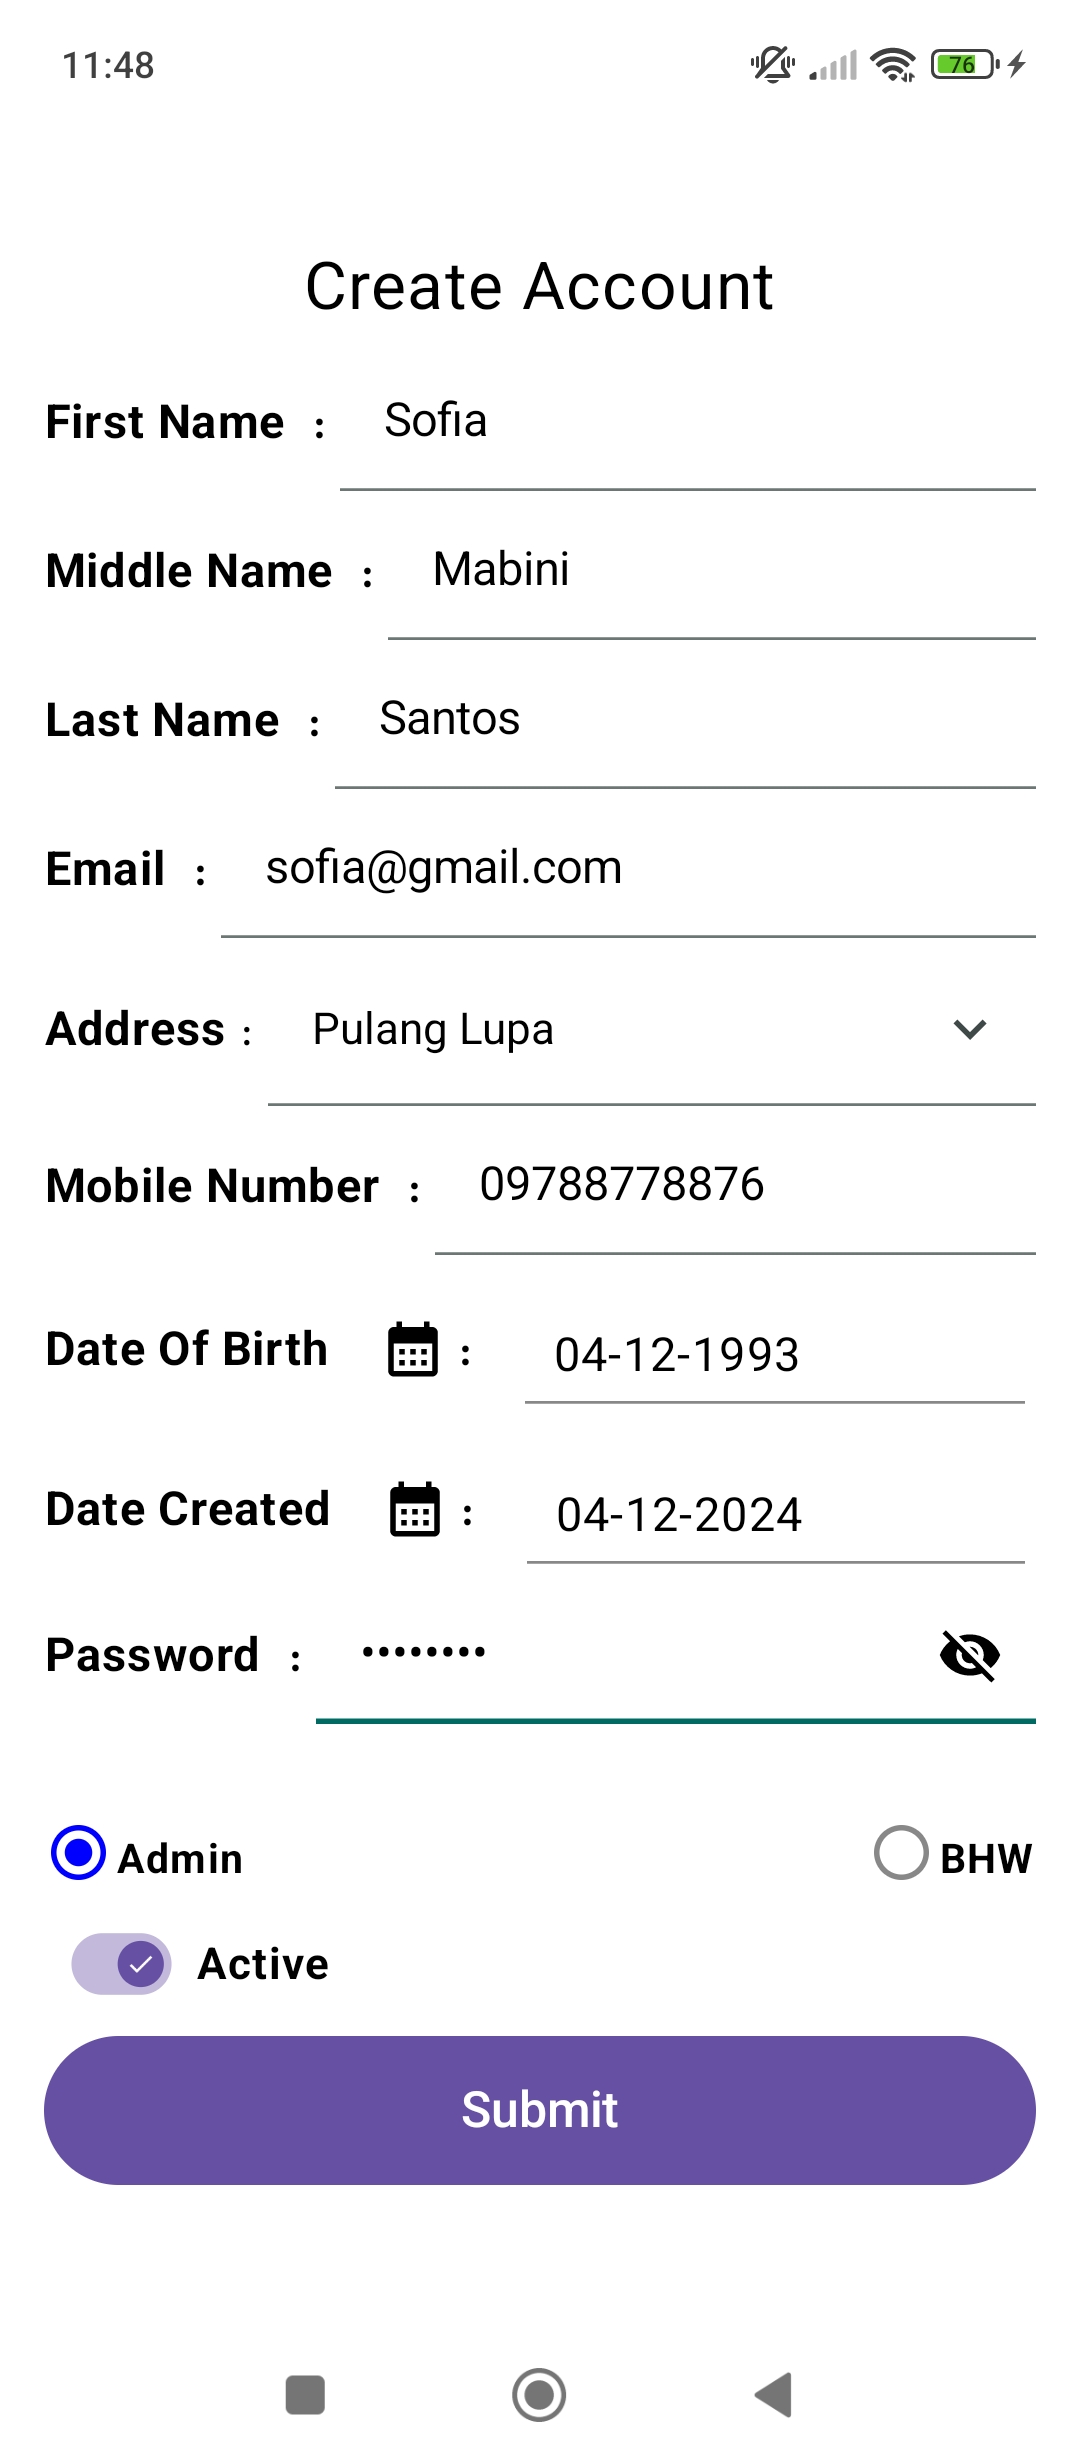 11:48
76
Create Account
First Name : Sofia
Middle Name : Mabini
Last Name : Santos
Email : sofia@gmail.com
Address : Pulang Lupa
Mobile Number : 09788778876
Date Of Birth : 04-12-1993
Date Created : 04-12-2024
Password : ••••••••
Admin BHW
Active
Submit